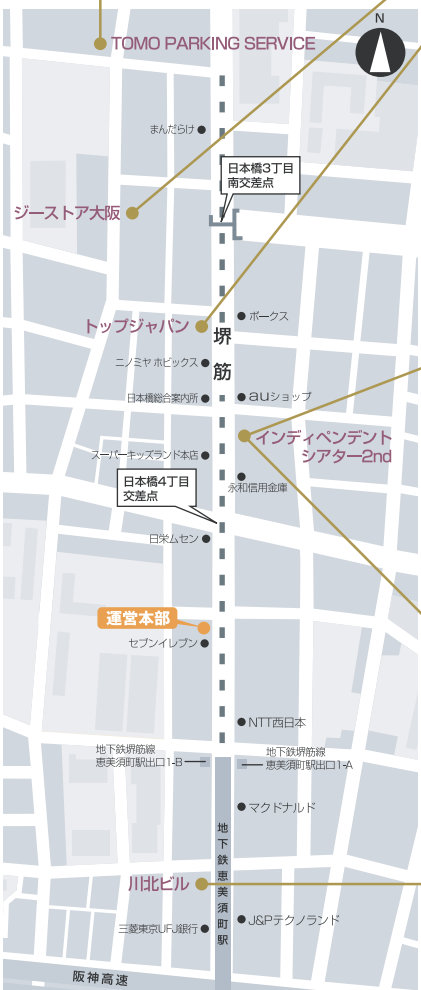 N
TOMO PARKING SERVICE
まんだらけ
日本橋3丁目
南交差点
ジーストア大阪
ボークス
トップジャパン
堺筋
ニノミヤ ホビックス
日本橋総合案内所
auショップ
インディペンデント
シアター2nd
スーパーキッズランド本店
日本橋4丁目
交差点
永和信用金庫
日栄ムセン
運営本部
セブンイレブン
NTT西日本
地下鉄堺筋線
恵美須町駅出口1-B
地下鉄堺筋線
恵美須町駅出口1-A
マクドナルド
地下鉄恵美須町駅
川北ビル
J&Pテクノランド
三菱東京UFJ銀行
阪神高速